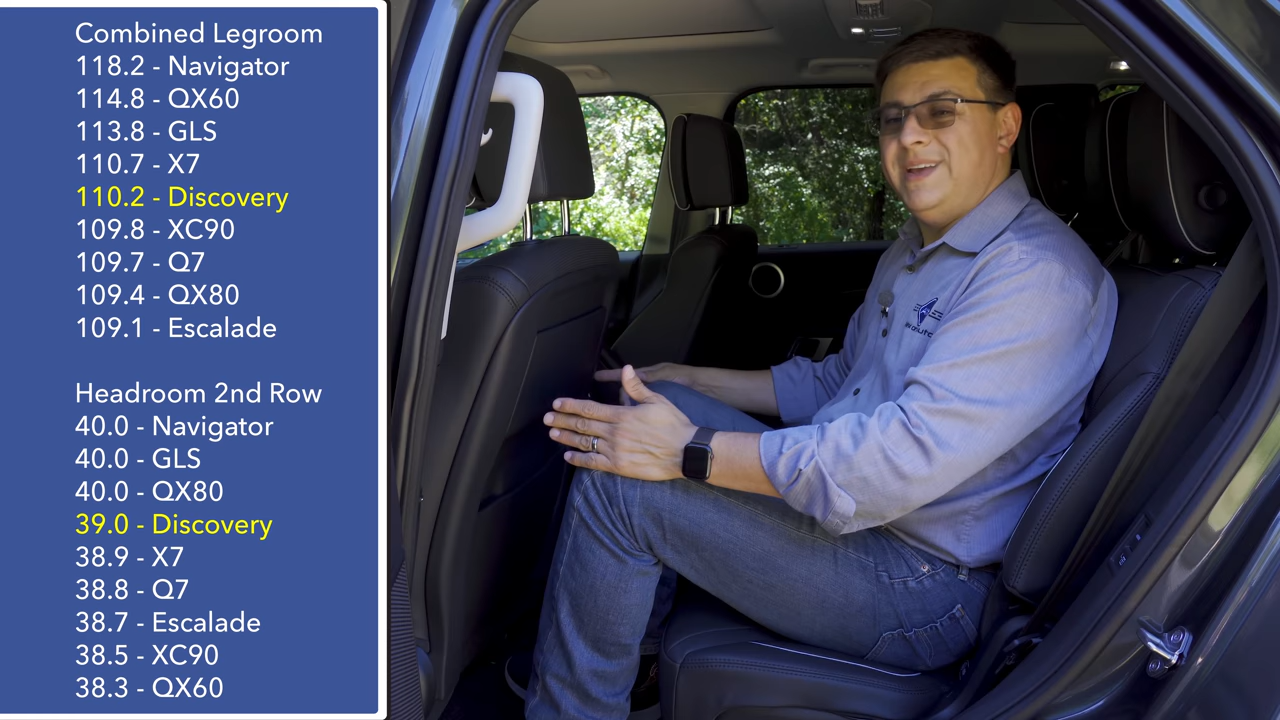 Combined Legroom
118.2 - Navigator
114.8 - QX60
113.8 - GLS
110.7 - X7
110.2 - Discovery
109.8 - XC90
109.7 - Q7
109.4 - QX80
109.1 - Escalade
Headroom 2nd Row
40.0 - Navigator
40.0 - GLS
40.0 - QX80
39.0 - Discovery
38.9 - X7
38.8 - Q7
38.7 - Escalade
38.5 - XC90
38.3 - QX60